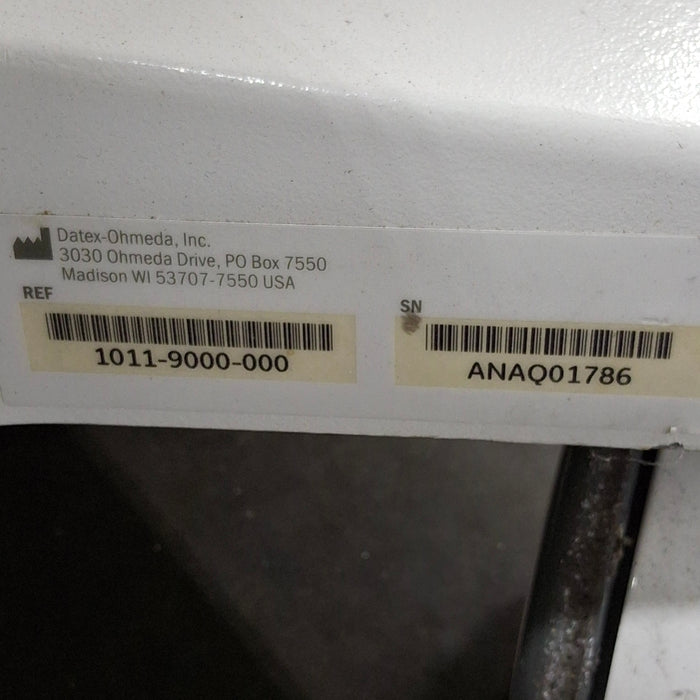 Datex-Ohmeda, Inc.
3030 Ohmeda Drive, PO Box 7550
Madison WI 53707-7550 USA
REF
1011-9000-000
SN
ANAQ01786